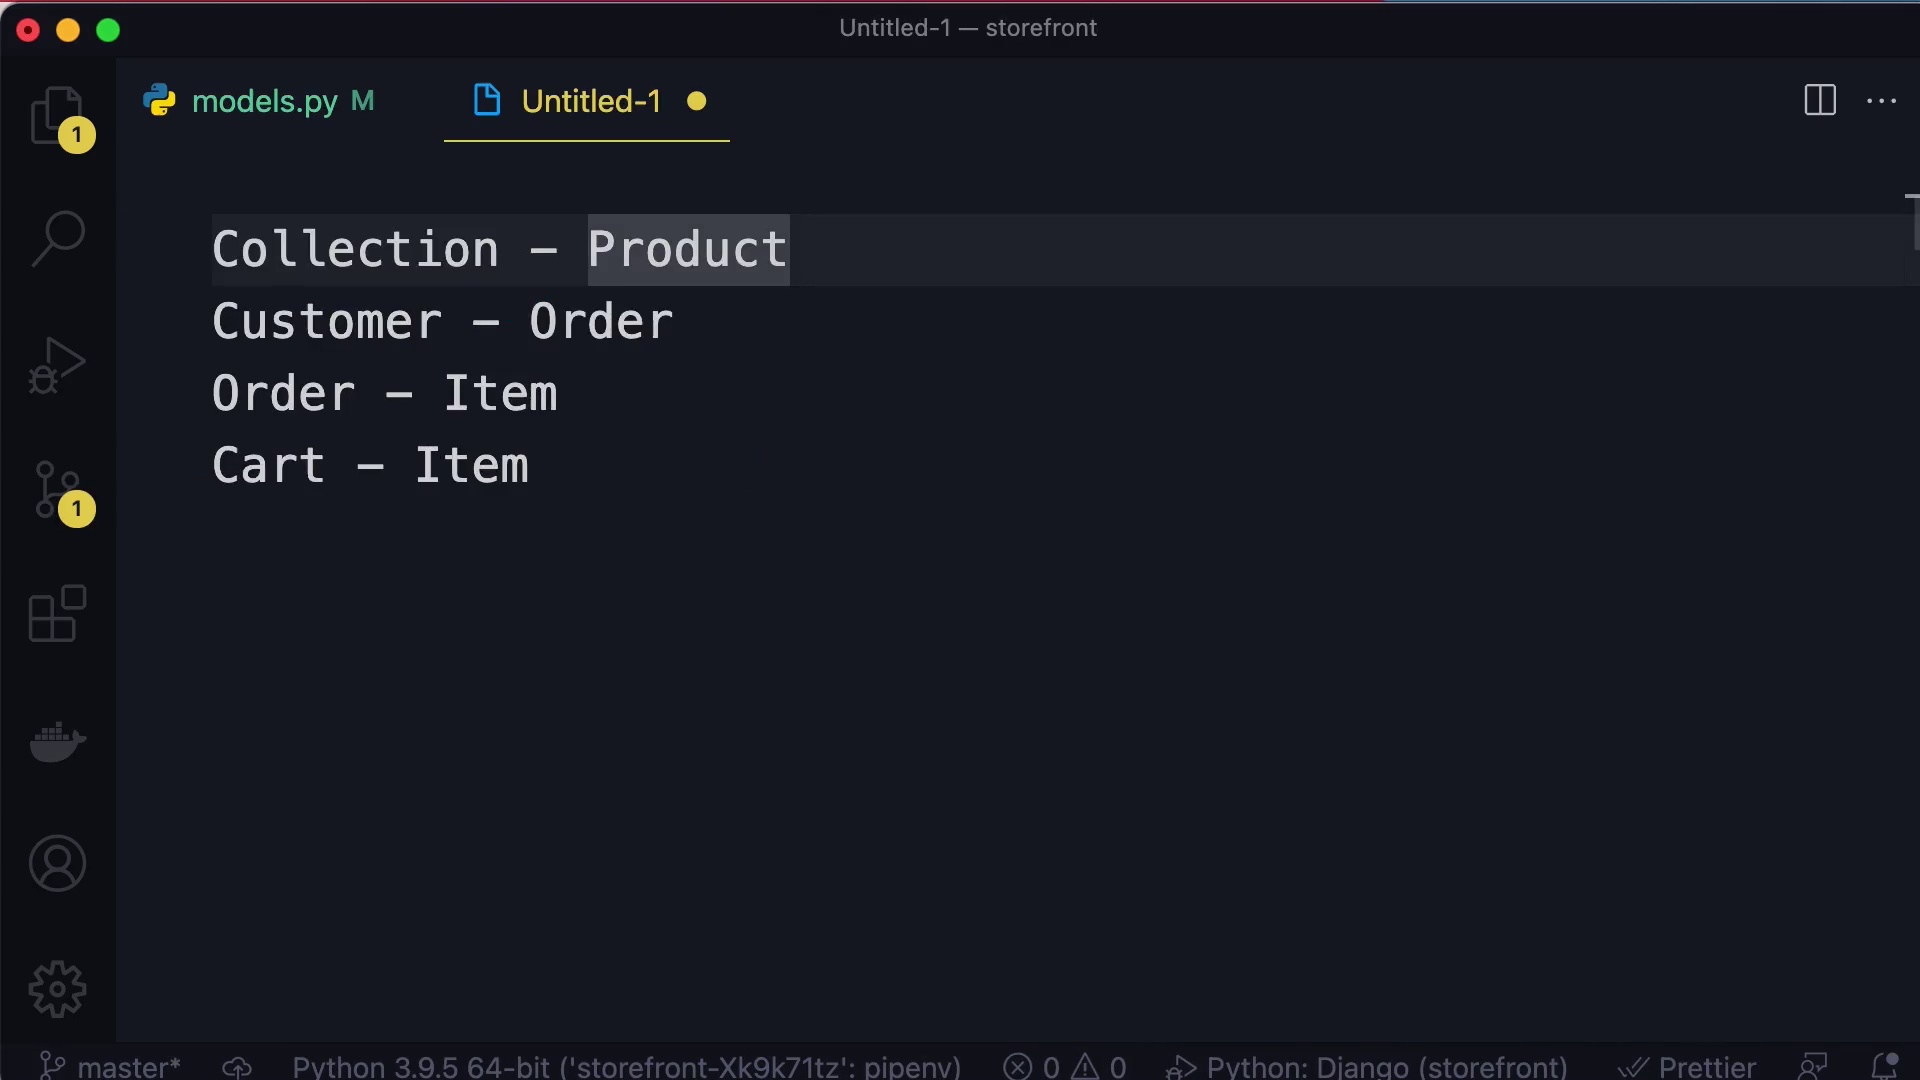 Untitled-1 — storefront
models.py M
Untitled-1
1
Collection - Product
Customer - Order
Order - Item
Cart - Item
1
master*
Python 3.9.5 64-bit ('storefront-Xk9k71tz': pipenv)
0
0
Python: Django (storefront)
Prettier